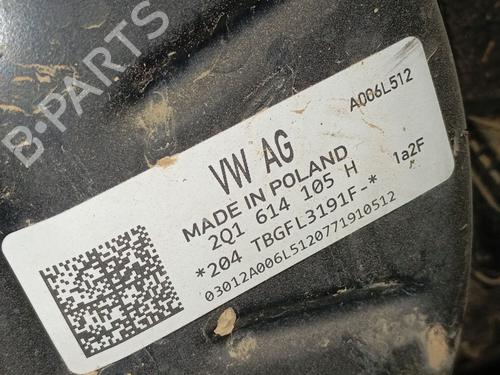 B-PARTS
A006L512
VW AG
MADE IN POLAND
2Q1 614 105 H
1a2F
*204 TBGFL3191F-*
03012A006L5120771910512